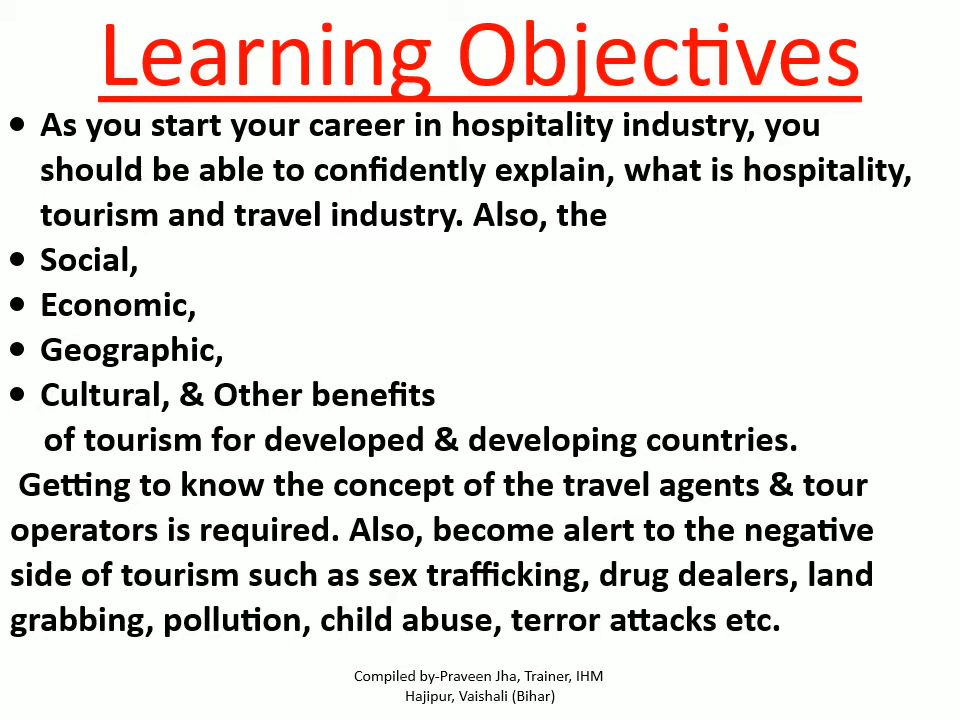 Learning Objectives
• As you start your career in hospitality industry, you
should be able to confidently explain, what is hospitality,
tourism and travel industry. Also, the
• Social,
• Economic,
• Geographic,
• Cultural, & Other benefits
of tourism for developed & developing countries.
Getting to know the concept of the travel agents & tour
operators is required. Also, become alert to the negative
side of tourism such as sex trafficking, drug dealers, land
grabbing, pollution, child abuse, terror attacks etc.
Compiled by-Praveen Jha, Trainer, IHM
Hajipur, Vaishali (Bihar)